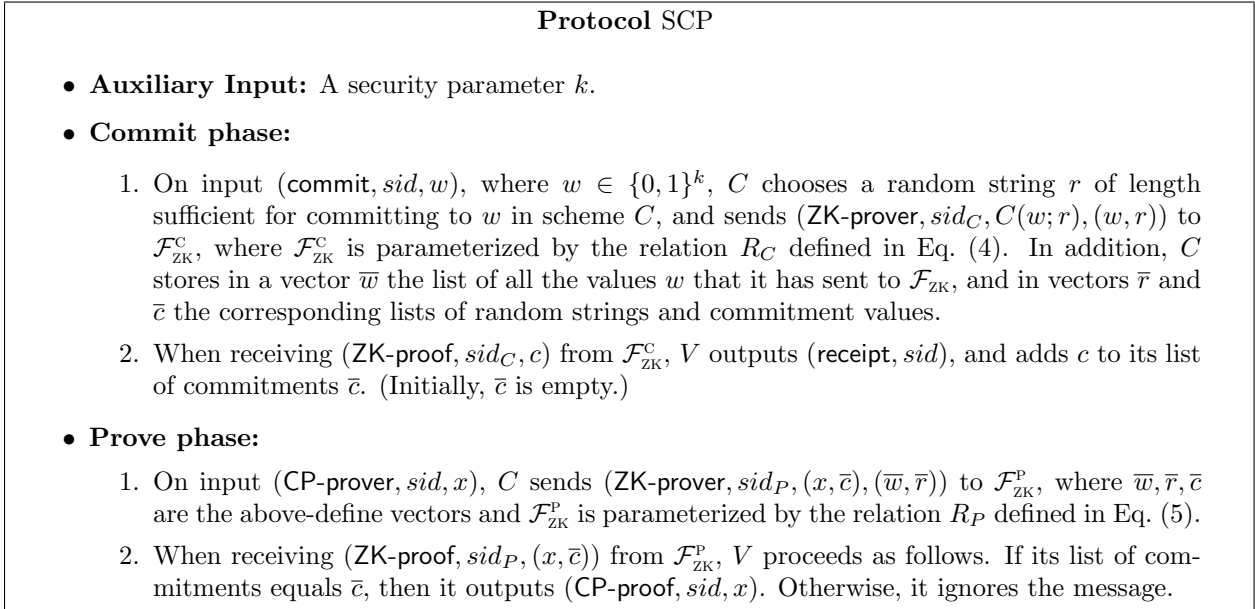 Protocol SCP
• Auxiliary Input: A security parameter k.
• Commit phase:
1. On input (commit, sid, w), where w ∈ {0, 1}^k, C chooses a random string r of length
sufficient for committing to w in scheme C, and sends (ZK-prover, sid_C, C(w; r), (w, r)) to
F_ZK^C, where F_ZK^C is parameterized by the relation R_C defined in Eq. (4). In addition, C
stores in a vector w̅ the list of all the values w that it has sent to F_ZK, and in vectors r̅ and
c̅ the corresponding lists of random strings and commitment values.
2. When receiving (ZK-proof, sid_C, c) from F_ZK^C, V outputs (receipt, sid), and adds c to its list
of commitments c̅. (Initially, c̅ is empty.)
• Prove phase:
1. On input (CP-prover, sid, x), C sends (ZK-prover, sid_P, (x, c̅), (w̅, r̅)) to F_ZK^P, where w̅, r̅, c̅
are the above-define vectors and F_ZK^P is parameterized by the relation R_P defined in Eq. (5).
2. When receiving (ZK-proof, sid_P, (x, c̅)) from F_ZK^P, V proceeds as follows. If its list of com-
mitments equals c̅, then it outputs (CP-proof, sid, x). Otherwise, it ignores the message.